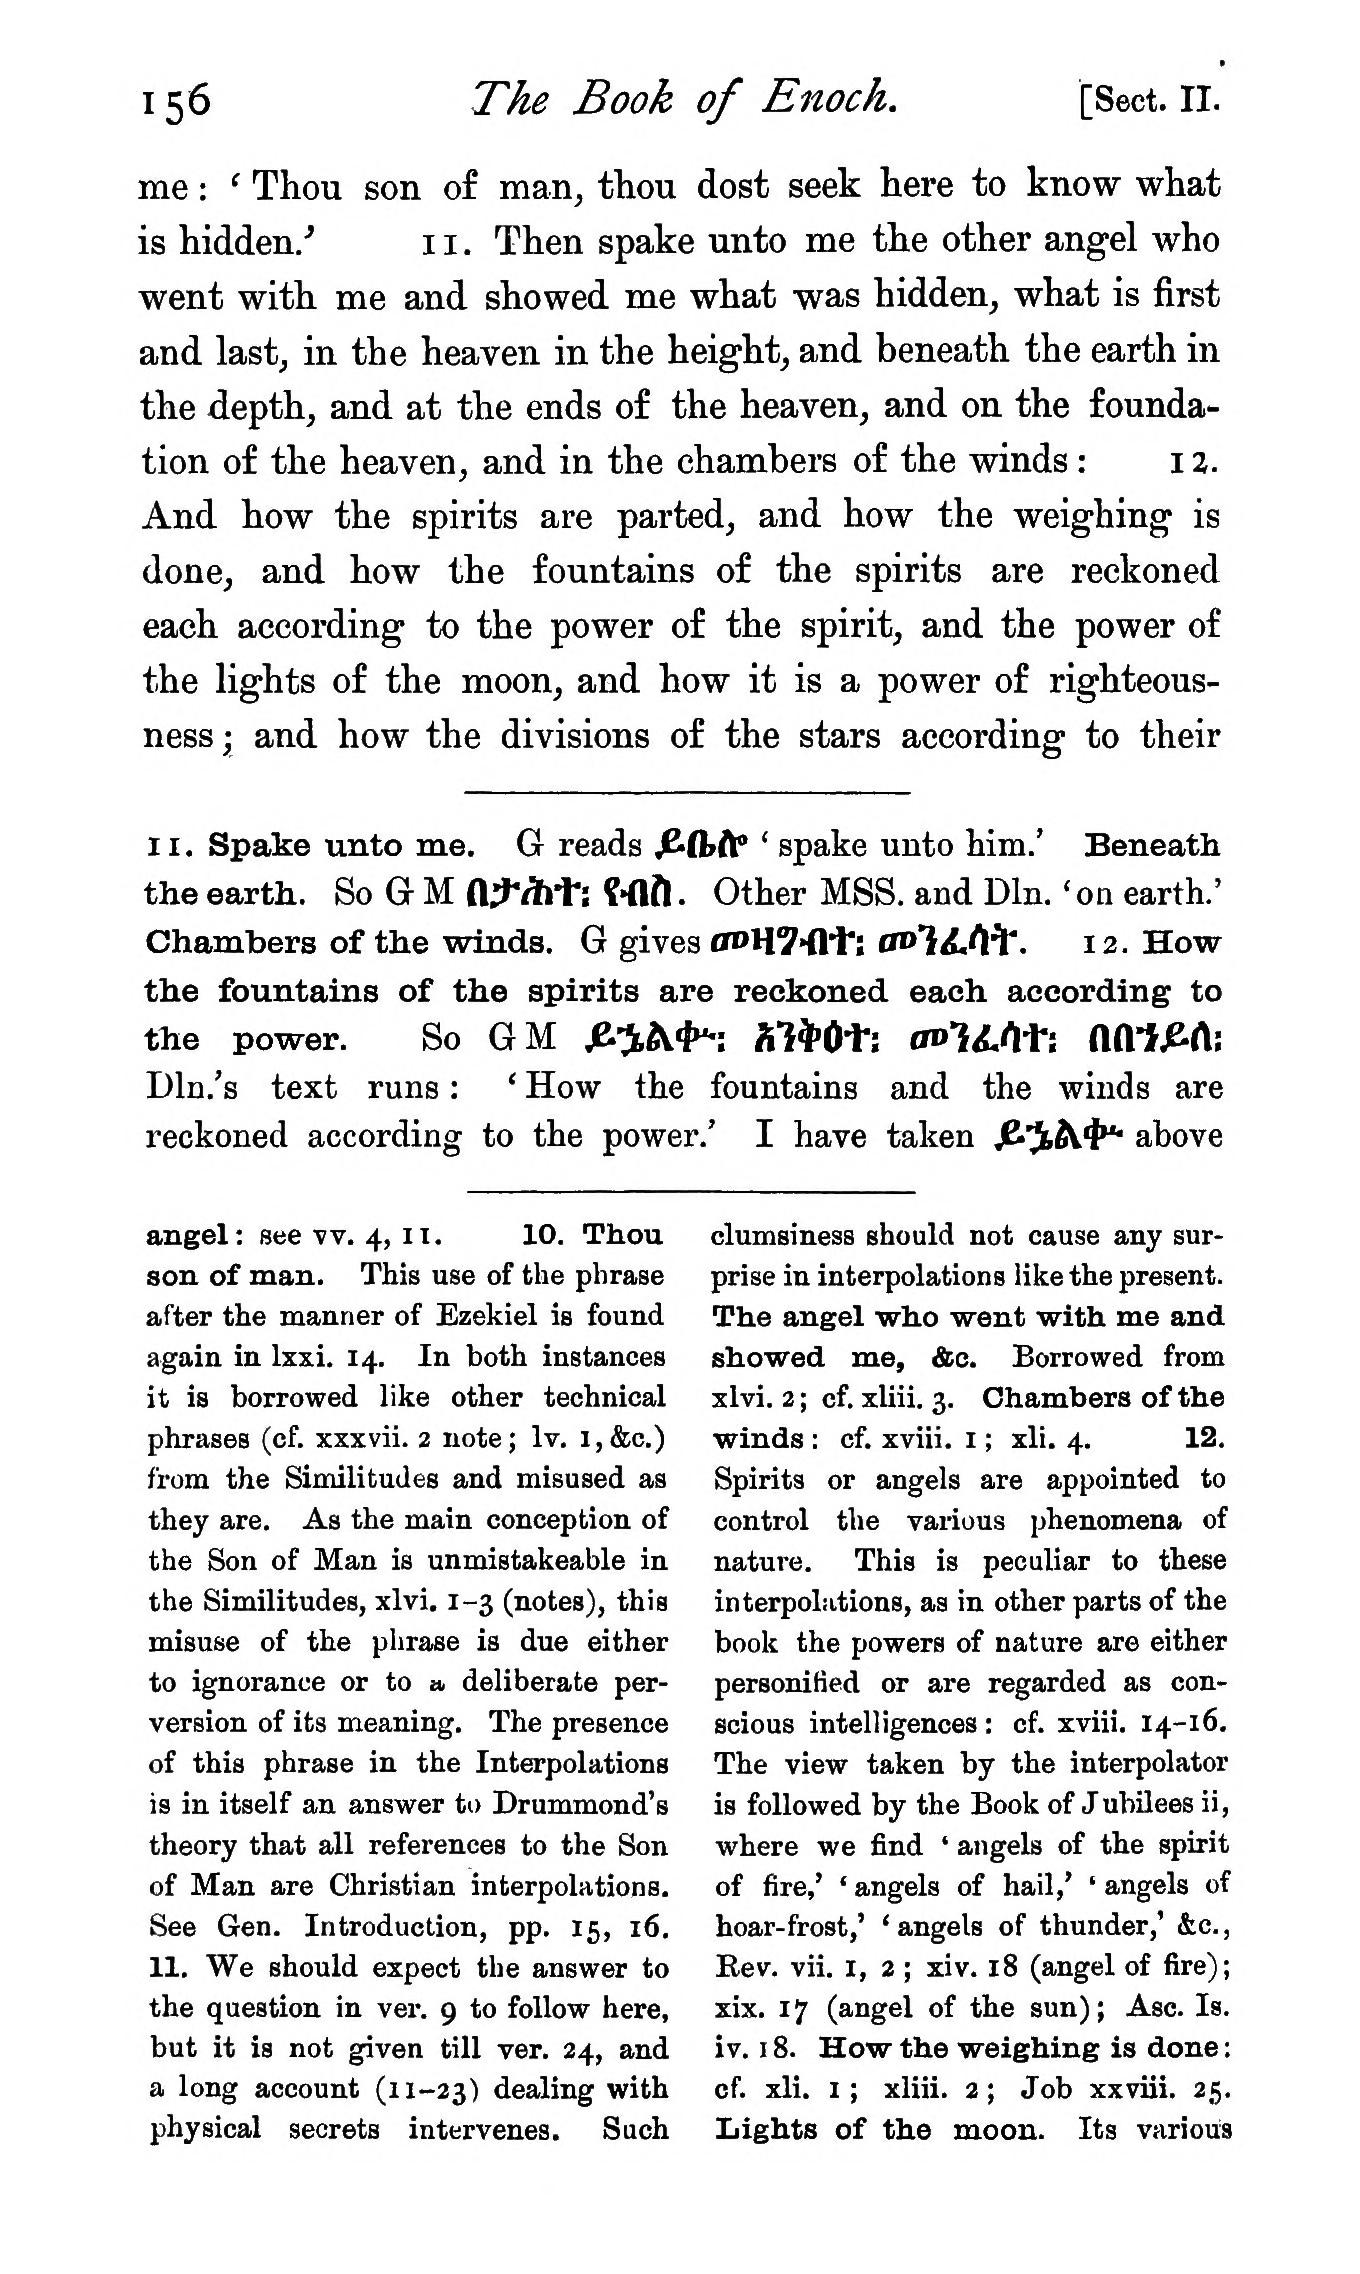 156 The Book of Enoch. [Sect. II.
me: ‘Thou son of man, thou dost seek here to know what
is hidden.’ 11. Then spake unto me the other angel who
went with me and showed me what was hidden, what is first
and last, in the heaven in the height, and beneath the earth in
the depth, and at the ends of the heaven, and on the founda-
tion of the heaven, and in the chambers of the winds: 12.
And how the spirits are parted, and how the weighing is
done, and how the fountains of the spirits are reckoned
each according to the power of the spirit, and the power of
the lights of the moon, and how it is a power of righteous-
ness; and how the divisions of the stars according to their
11. Spake unto me. G reads ይቤሎ ‘spake unto him.’ Beneath
the earth. So G M በታሕተ፡ የብስ. Other MSS. and Dln. ‘on earth.’
Chambers of the winds. G gives መዛግብተ፡ መንፈሳት. 12. How
the fountains of the spirits are reckoned each according to
the power. So G M ይኄልቍ፡ አንቅዕተ፡ መንፈሳተ፡ በበኃይለ፡
Dln.’s text runs: ‘How the fountains and the winds are
reckoned according to the power.’ I have taken ይኄልቍ above
angel: see vv. 4, 11. 10. Thou
son of man. This use of the phrase
after the manner of Ezekiel is found
again in lxxi. 14. In both instances
it is borrowed like other technical
phrases (cf. xxxvii. 2 note; lv. 1, &c.)
from the Similitudes and misused as
they are. As the main conception of
the Son of Man is unmistakeable in
the Similitudes, xlvi. 1–3 (notes), this
misuse of the phrase is due either
to ignorance or to a deliberate per-
version of its meaning. The presence
of this phrase in the Interpolations
is in itself an answer to Drummond’s
theory that all references to the Son
of Man are Christian interpolations.
See Gen. Introduction, pp. 15, 16.
11. We should expect the answer to
the question in ver. 9 to follow here,
but it is not given till ver. 24, and
a long account (11–23) dealing with
physical secrets intervenes. Such
clumsiness should not cause any sur-
prise in interpolations like the present.
The angel who went with me and
showed me, &c. Borrowed from
xlvi. 2; cf. xliii. 3. Chambers of the
winds: cf. xviii. 1; xli. 4. 12.
Spirits or angels are appointed to
control the various phenomena of
nature. This is peculiar to these
interpolations, as in other parts of the
book the powers of nature are either
personified or are regarded as con-
scious intelligences: cf. xviii. 14–16.
The view taken by the interpolator
is followed by the Book of Jubilees ii,
where we find ‘angels of the spirit
of fire,’ ‘angels of hail,’ ‘angels of
hoar-frost,’ ‘angels of thunder,’ &c.,
Rev. vii. 1, 2; xiv. 18 (angel of fire);
xix. 17 (angel of the sun); Asc. Is.
iv. 18. How the weighing is done:
cf. xli. 1; xliii. 2; Job xxviii. 25.
Lights of the moon. Its various